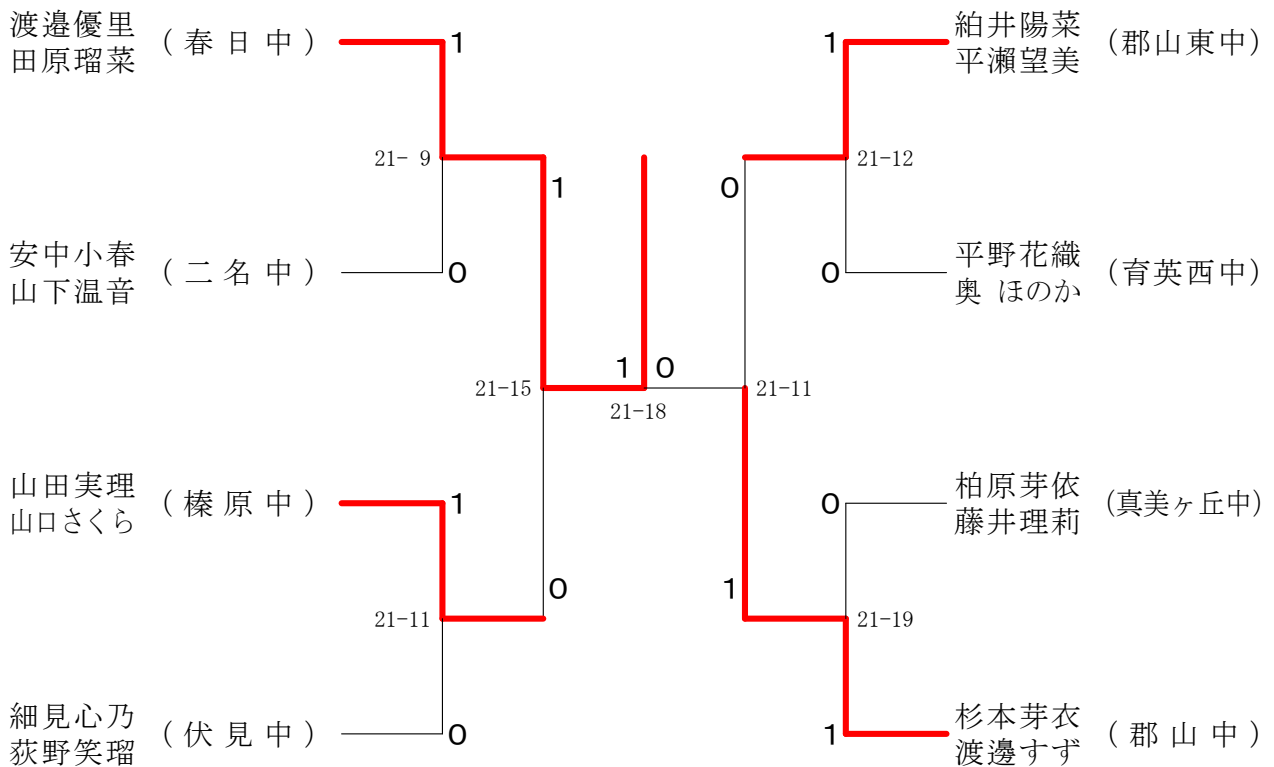 渡邉優里
田原瑠菜
(春日中)
1
1
紬井陽菜
平瀬望美
(郡山東中)
21- 9
1
0
21-12
安中小春
山下温音
(二名中)
0
0
平野花織
奥 ほのか
(育英西中)
21-15
1 0
21-18
21-11
山田実理
山口さくら
(榛原中)
1
0
柏原芽依
藤井理莉
(真美ヶ丘中)
21-11
0
1
21-19
細見心乃
荻野笑瑠
(伏見中)
0
1
杉本芽衣
渡邊すず
(郡山中)